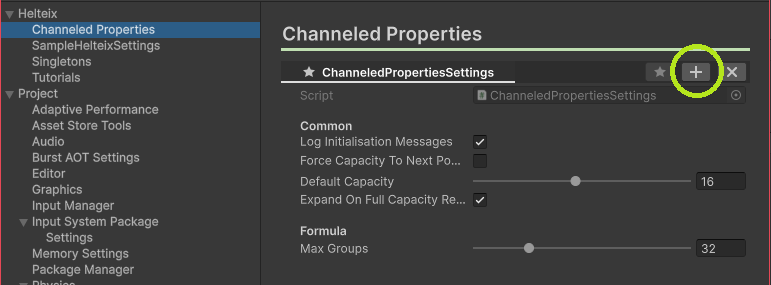 Helteix
Channeled Properties
SampleHelteixSettings
Singletons
Tutorials
Project
Adaptive Performance
Asset Store Tools
Audio
Burst AOT Settings
Editor
Graphics
Input Manager
Input System Package
Settings
Memory Settings
Package Manager
Physics
Channeled Properties
ChanneledPropertiesSettings
Script
ChanneledPropertiesSettings
Common
Log Initialisation Messages
Force Capacity To Next Po...
Default Capacity
16
Expand On Full Capacity Re...
Formula
Max Groups
32